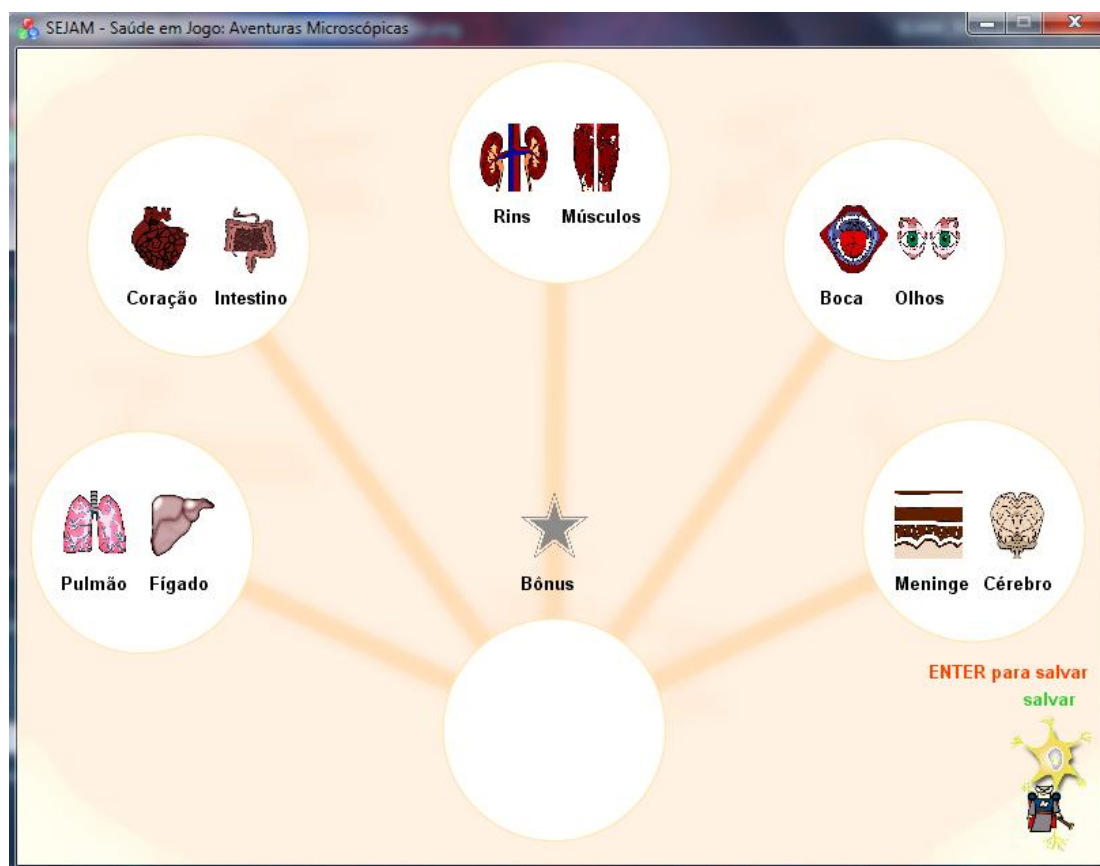 SEJAM - Saúde em Jogo: Aventuras Microscópicas
Rins Músculos
Coração Intestino
Boca Olhos
Pulmão Fígado
Bônus
Meninge Cérebro
ENTER para salvar
salvar